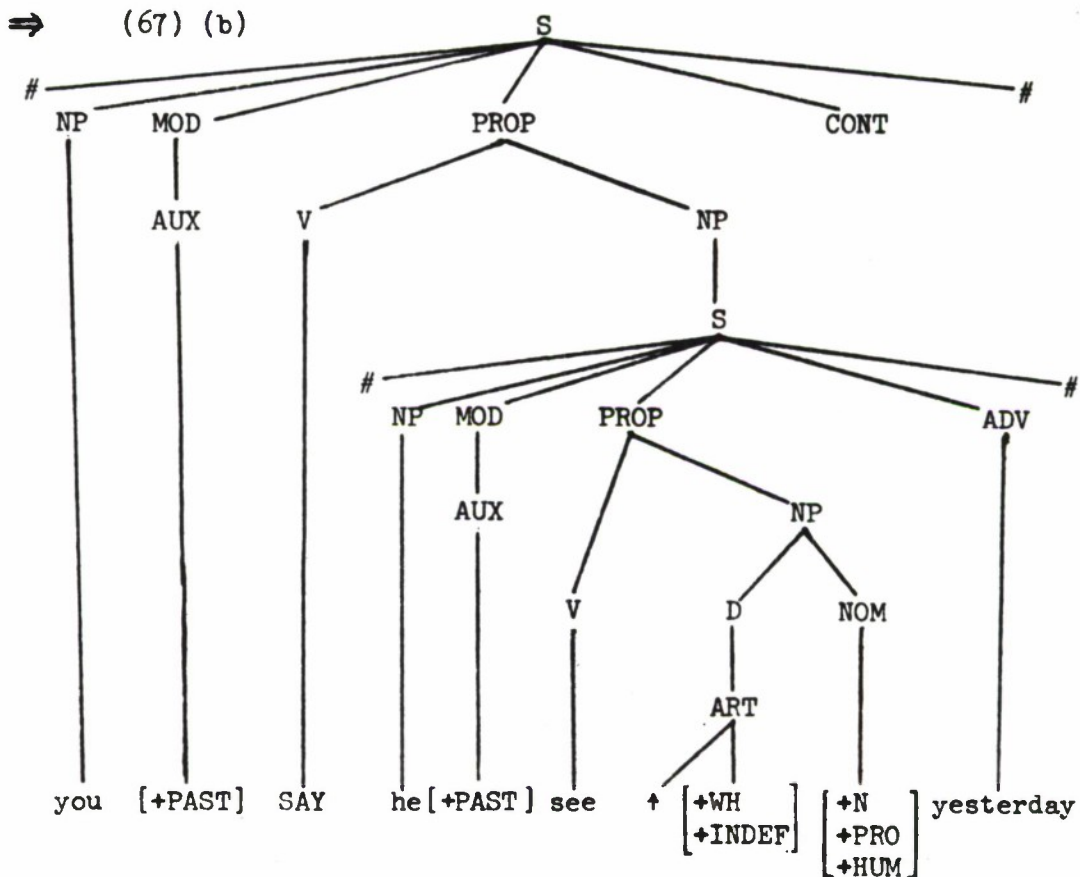 ⇒ (67) (b)
S
# #
NP MOD PROP CONT
AUX V NP
S
# #
NP MOD PROP ADV
AUX NP
V D NOM
ART
you [+PAST] SAY he [+PAST] see ↑ [+WH [+N yesterday
+INDEF] +PRO
+HUM]